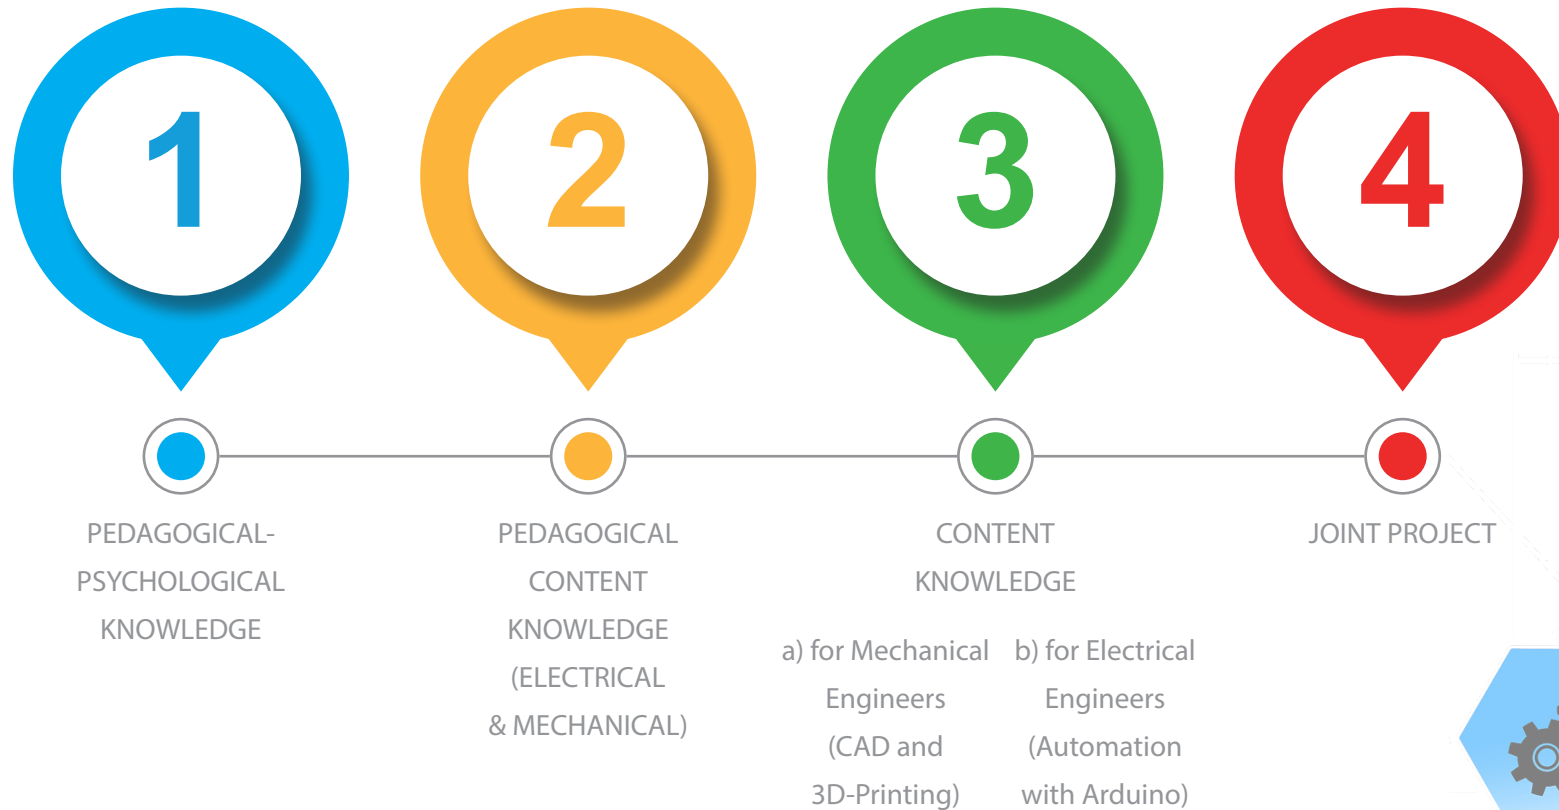 1
2
3
4
PEDAGOGICAL-
PSYCHOLOGICAL
KNOWLEDGE
PEDAGOGICAL
CONTENT
KNOWLEDGE
(ELECTRICAL
& MECHANICAL)
CONTENT
KNOWLEDGE
a) for Mechanical
Engineers
(CAD and
3D-Printing)
b) for Electrical
Engineers
(Automation
with Arduino)
JOINT PROJECT